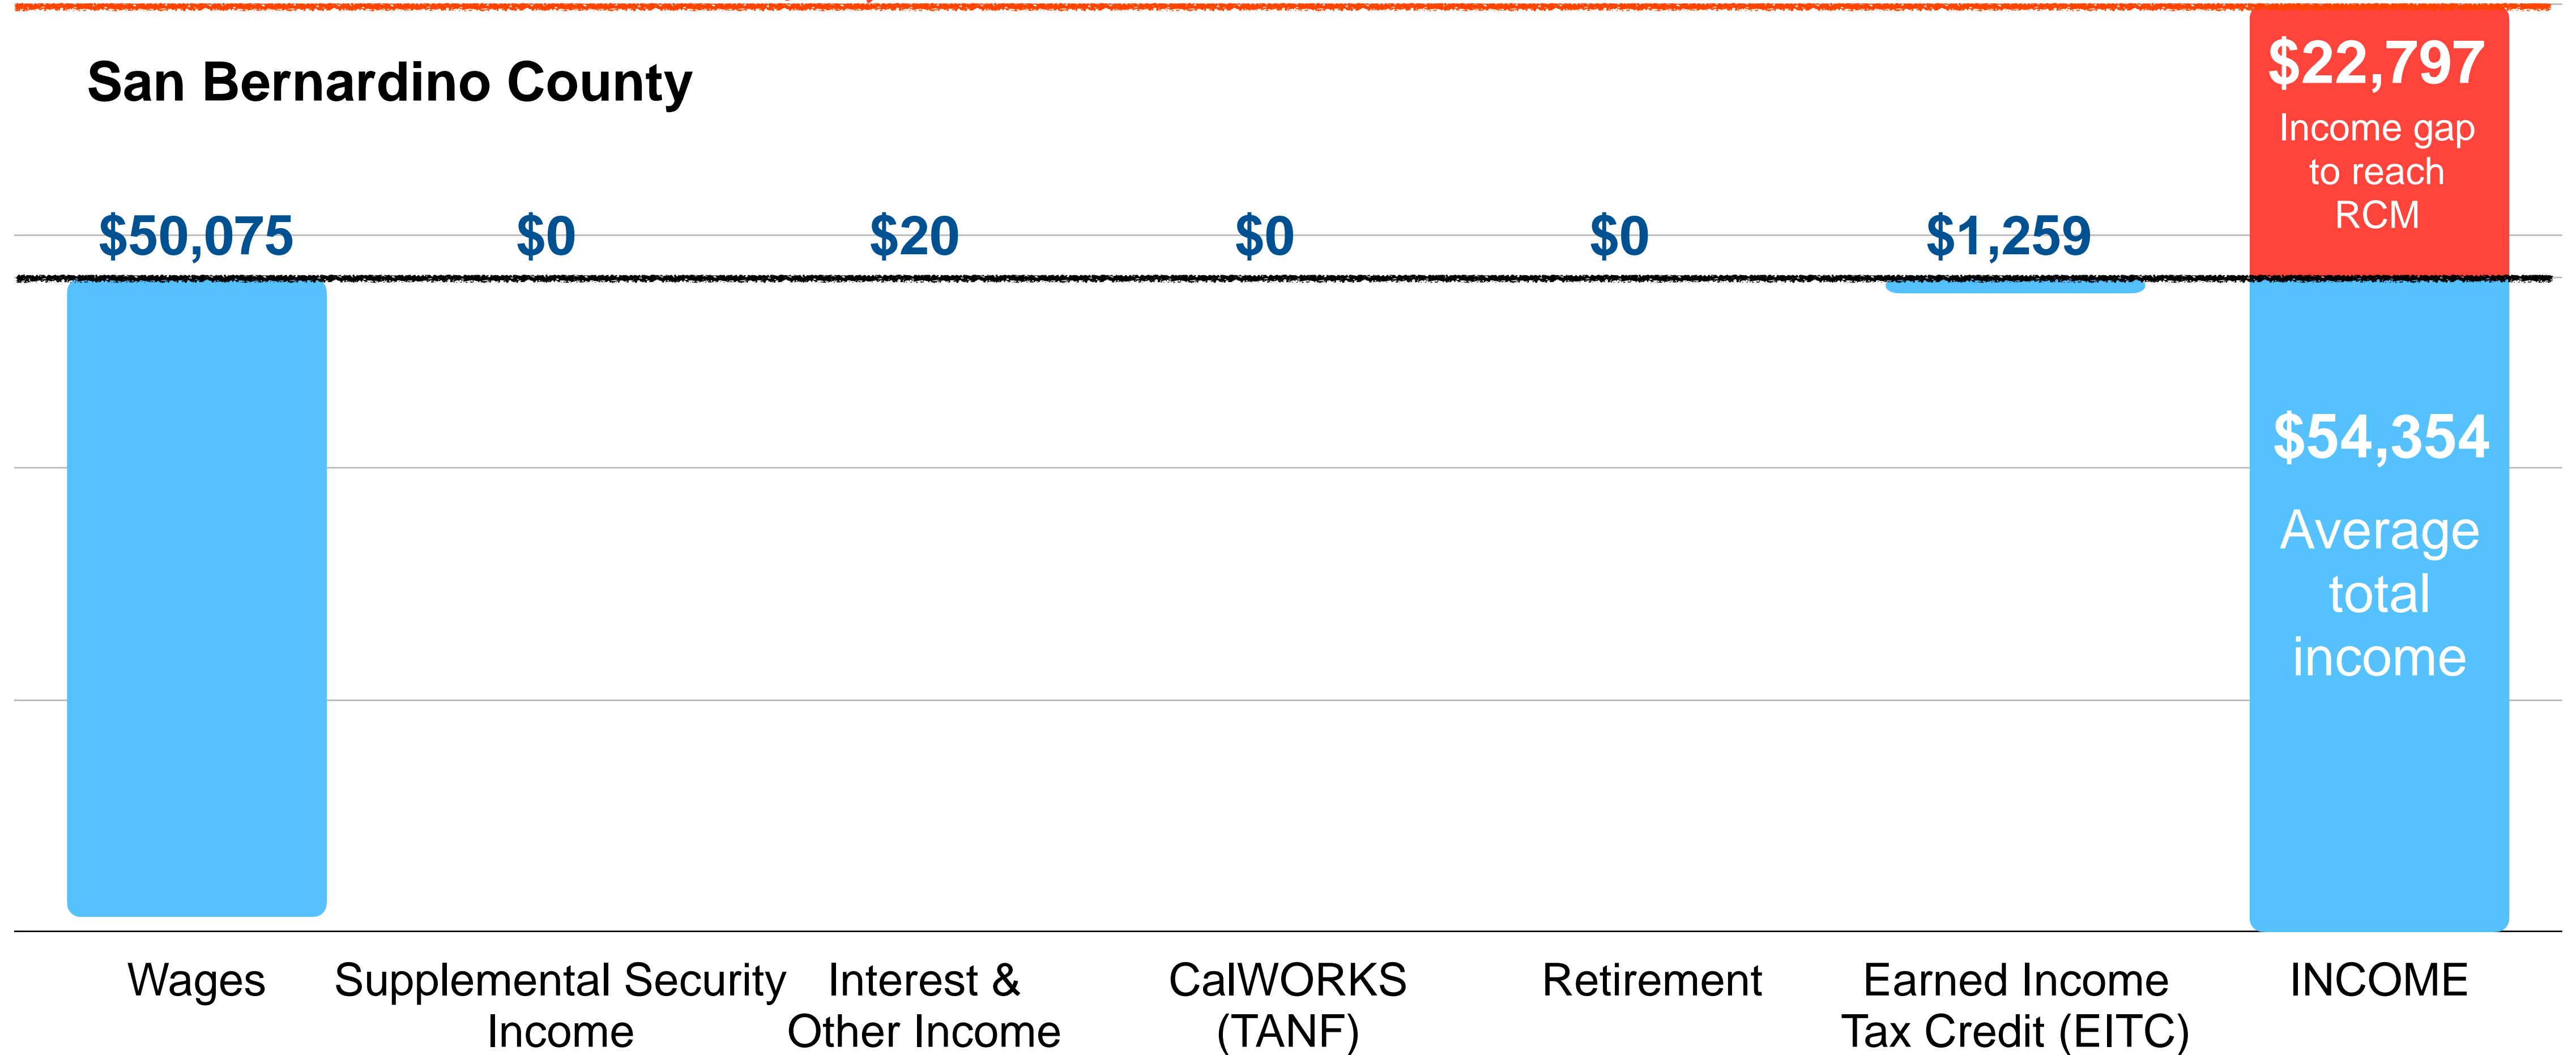 San Bernardino County
$22,797
Income gap
to reach
RCM
$50,075
$0
$20
$0
$0
$1,259
$54,354
Average
total
income
Wages
Supplemental Security
Income
Interest &
Other Income
CalWORKS
(TANF)
Retirement
Earned Income
Tax Credit (EITC)
INCOME